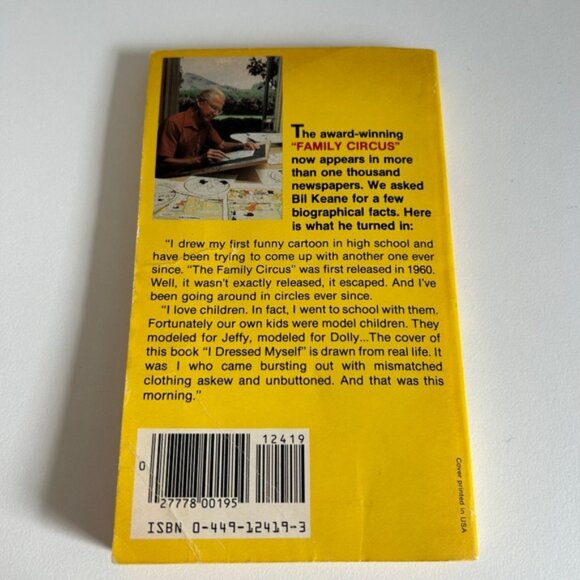 The award-winning
"FAMILY CIRCUS"
now appears in more
than one thousand
newspapers. We asked
Bil Keane for a few
biographical facts. Here
is what he turned in:
"I drew my first funny cartoon in high school and
have been trying to come up with another one ever
since. "The Family Circus" was first released in 1960.
Well, it wasn't exactly released, it escaped. And I've
been going around in circles ever since.
"I love children. In fact, I went to school with them.
Fortunately our own kids were model children. They
modeled for Jeffy, modeled for Dolly...The cover of
this book "I Dressed Myself" is drawn from real life. It
was I who came bursting out with mismatched
clothing askew and unbuttoned. And that was this
morning."
12419
0
27778 00195
ISBN 0-449-12419-3
Cover printed in USA